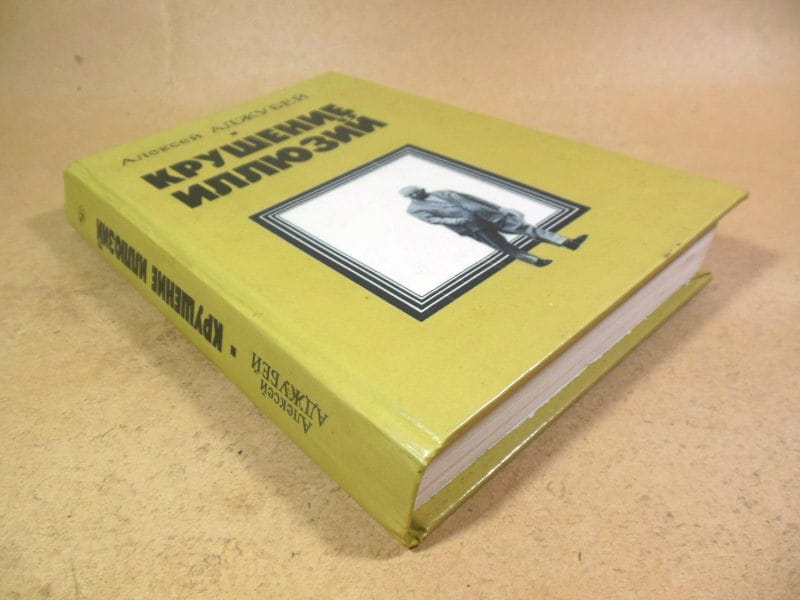 Алексей АДЖУБЕЙ
КРУШЕНИЕ
ИЛЛЮЗИЙ
Алексей
АДЖУБЕЙ
КРУШЕНИЕ ИЛЛЮЗИЙ